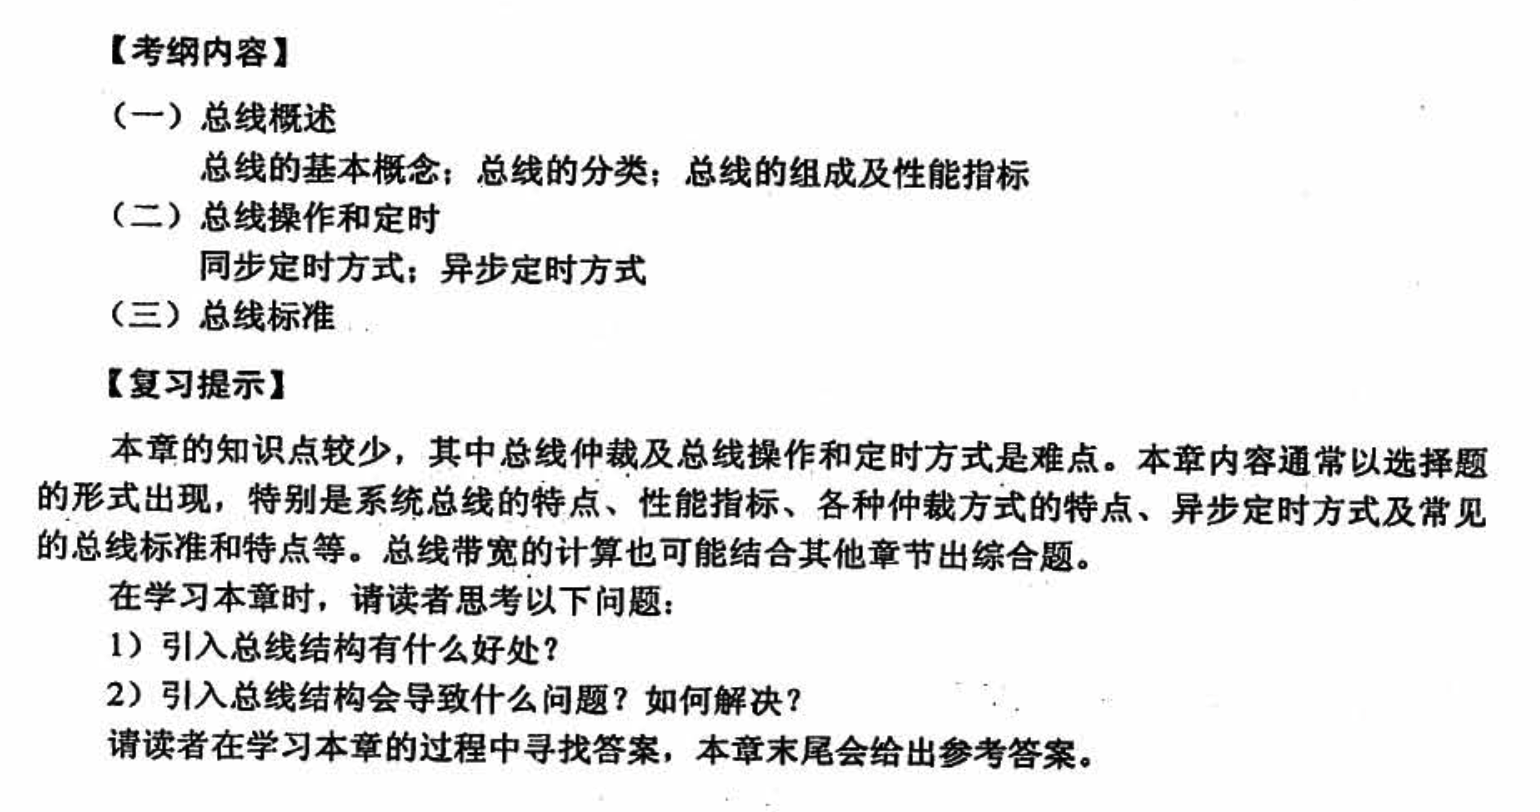 【考纲内容】
（一）总线概述
总线的基本概念；总线的分类；总线的组成及性能指标
（二）总线操作和定时
同步定时方式；异步定时方式
（三）总线标准
【复习提示】
本章的知识点较少，其中总线仲裁及总线操作和定时方式是难点。本章内容通常以选择题
的形式出现，特别是系统总线的特点、性能指标、各种仲裁方式的特点、异步定时方式及常见
的总线标准和特点等。总线带宽的计算也可能结合其他章节出综合题。
在学习本章时，请读者思考以下问题：
1）引入总线结构有什么好处？
2）引入总线结构会导致什么问题？如何解决？
请读者在学习本章的过程中寻找答案，本章末尾会给出参考答案。